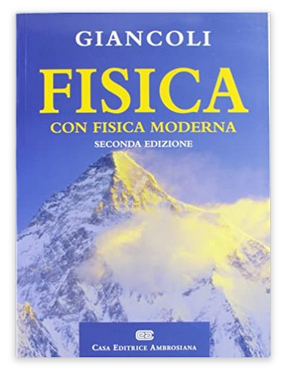 GIANCOLI
FISICA
CON FISICA MODERNA
SECONDA EDIZIONE
CASA EDITRICE AMBROSIANA